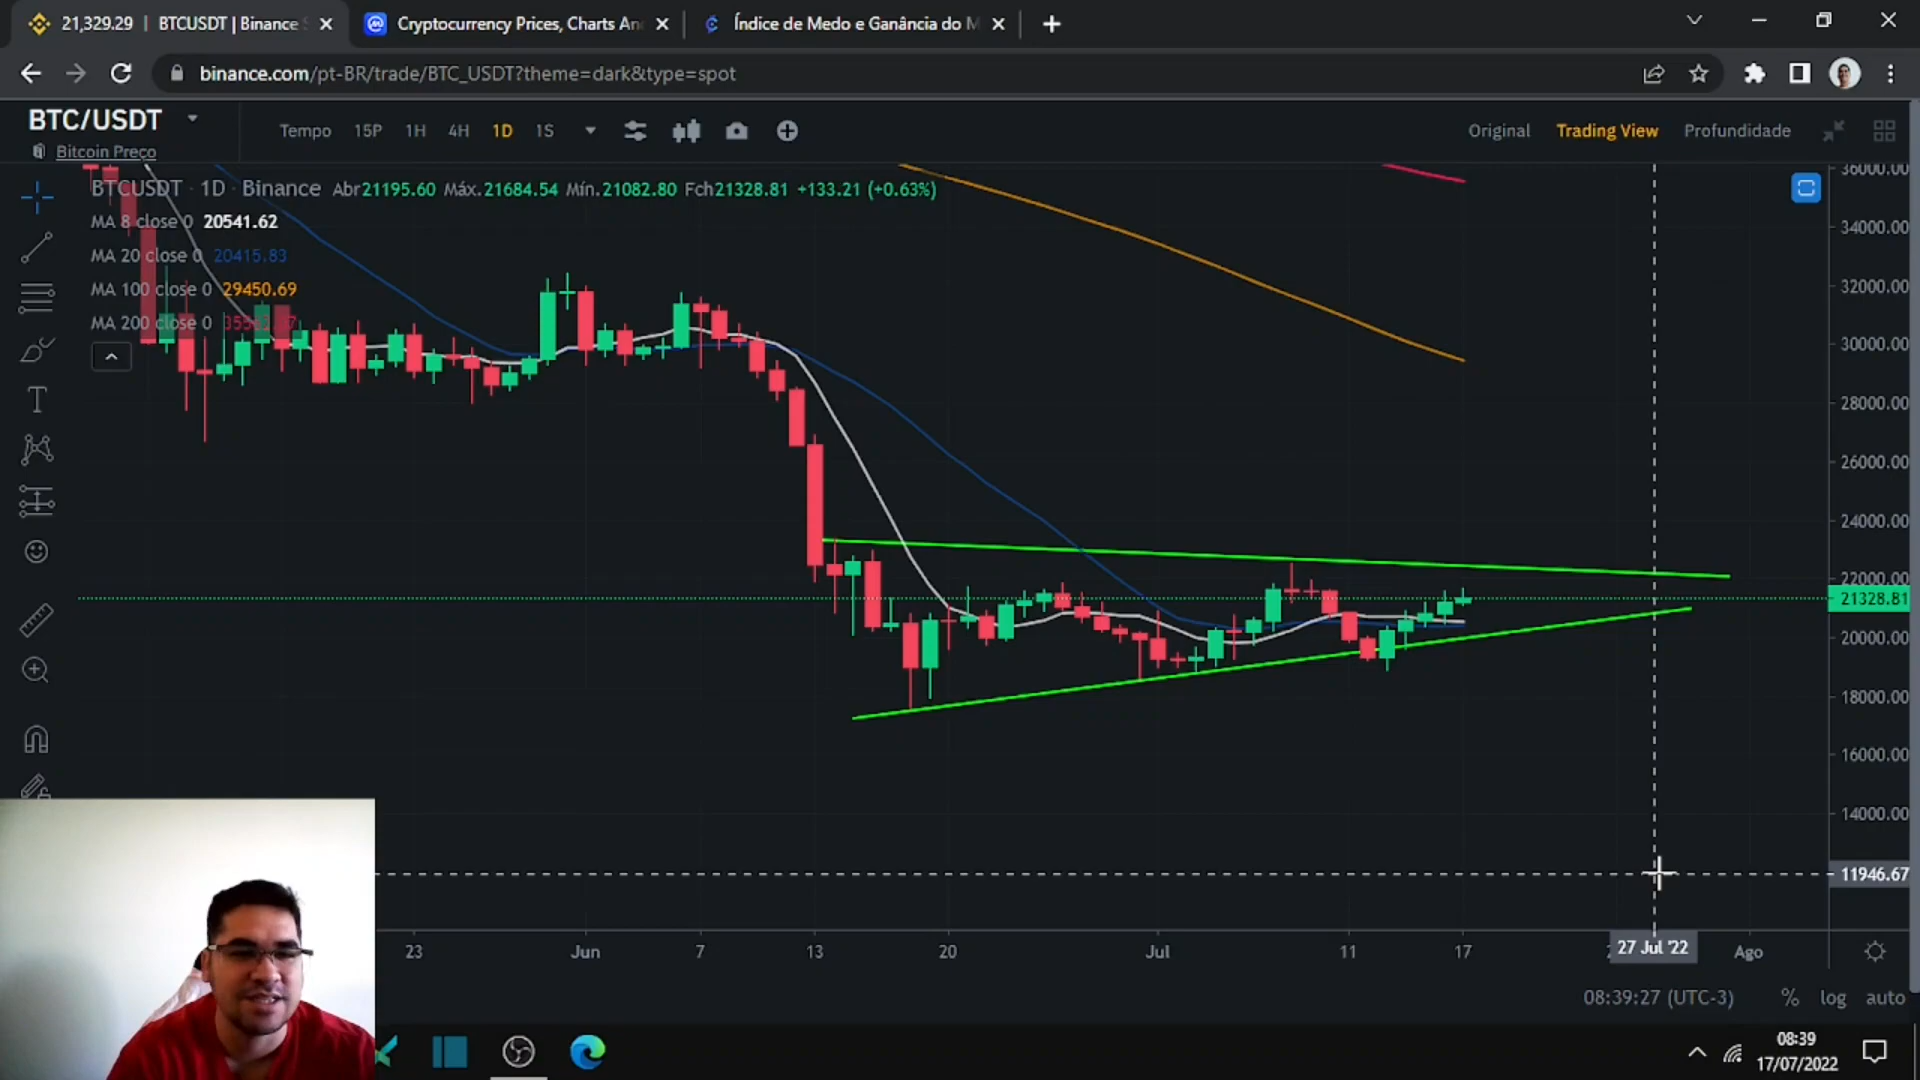 21,329.29 | BTCUSDT | Binance S
Cryptocurrency Prices, Charts An
Índice de Medo e Ganância do M
binance.com/pt-BR/trade/BTC_USDT?theme=dark&type=spot
BTC/USDT
Bitcoin Preço
Tempo 15P 1H 4H 1D 1S
Original Trading View Profundidade
BTCUSDT · 1D · Binance Abr21195.60 Máx.21684.54 Mín.21082.80 Fch21328.81 +133.21 (+0.63%)
MA 8 close 0 20541.62
MA 20 close 0 20415.83
MA 100 close 0 29450.69
MA 200 close 0
36000.00
34000.00
32000.00
30000.00
28000.00
26000.00
24000.00
22000.00
21328.81
20000.00
18000.00
16000.00
14000.00
11946.67
23 Jun 7 13 20 Jul 11 17 27 Jul '22 Ago
08:39:27 (UTC-3) % log auto
08:39
17/07/2022